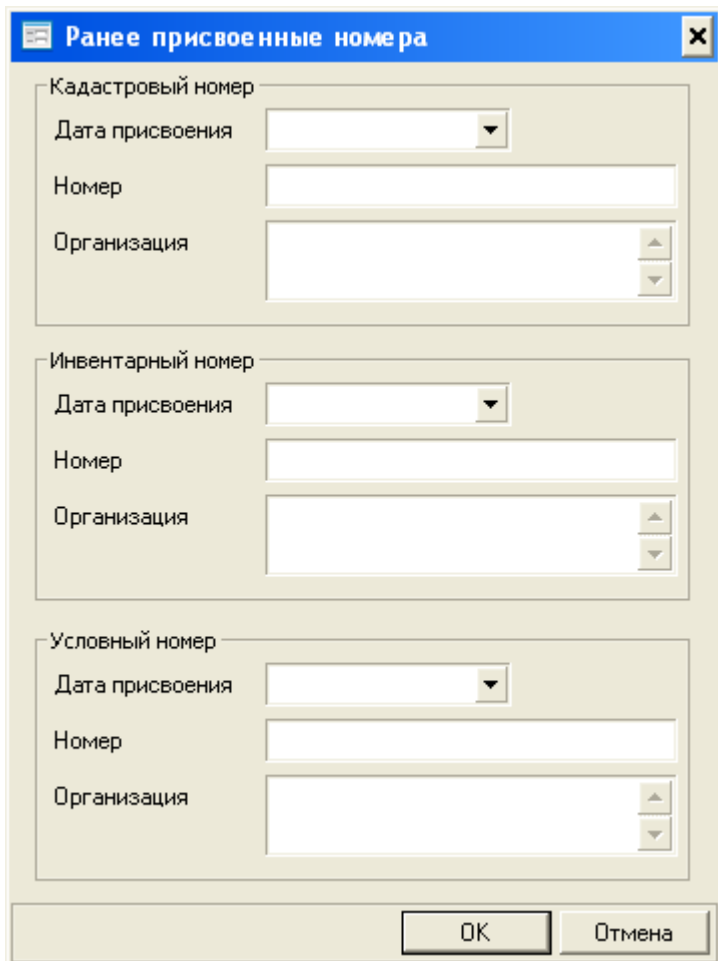 Ранее присвоенные номера
Кадастровый номер
Дата присвоения
Номер
Организация
Инвентарный номер
Дата присвоения
Номер
Организация
Условный номер
Дата присвоения
Номер
Организация
OK Отмена